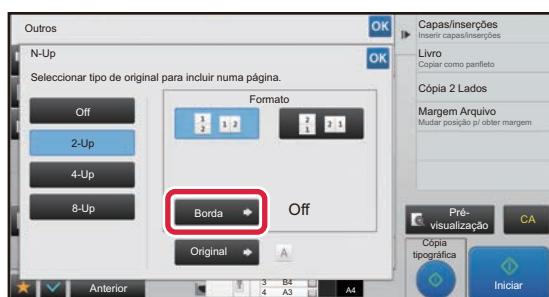 Outros
OK
N-Up
OK
Seleccionar tipo de original para incluir numa página.
Off
2-Up
4-Up
8-Up
Formato
1
2
1 2
2
1
2 1
Borda
Off
Original
A
Anterior
3 B4
4 A3
A4
Capas/inserções
Inserir capas/inserções
Livro
Copiar como panfleto
Cópia 2 Lados
Margem Arquivo
Mudar posição p/ obter margem
Pré-
visualização
CA
Cópia
tipográfica
Iniciar